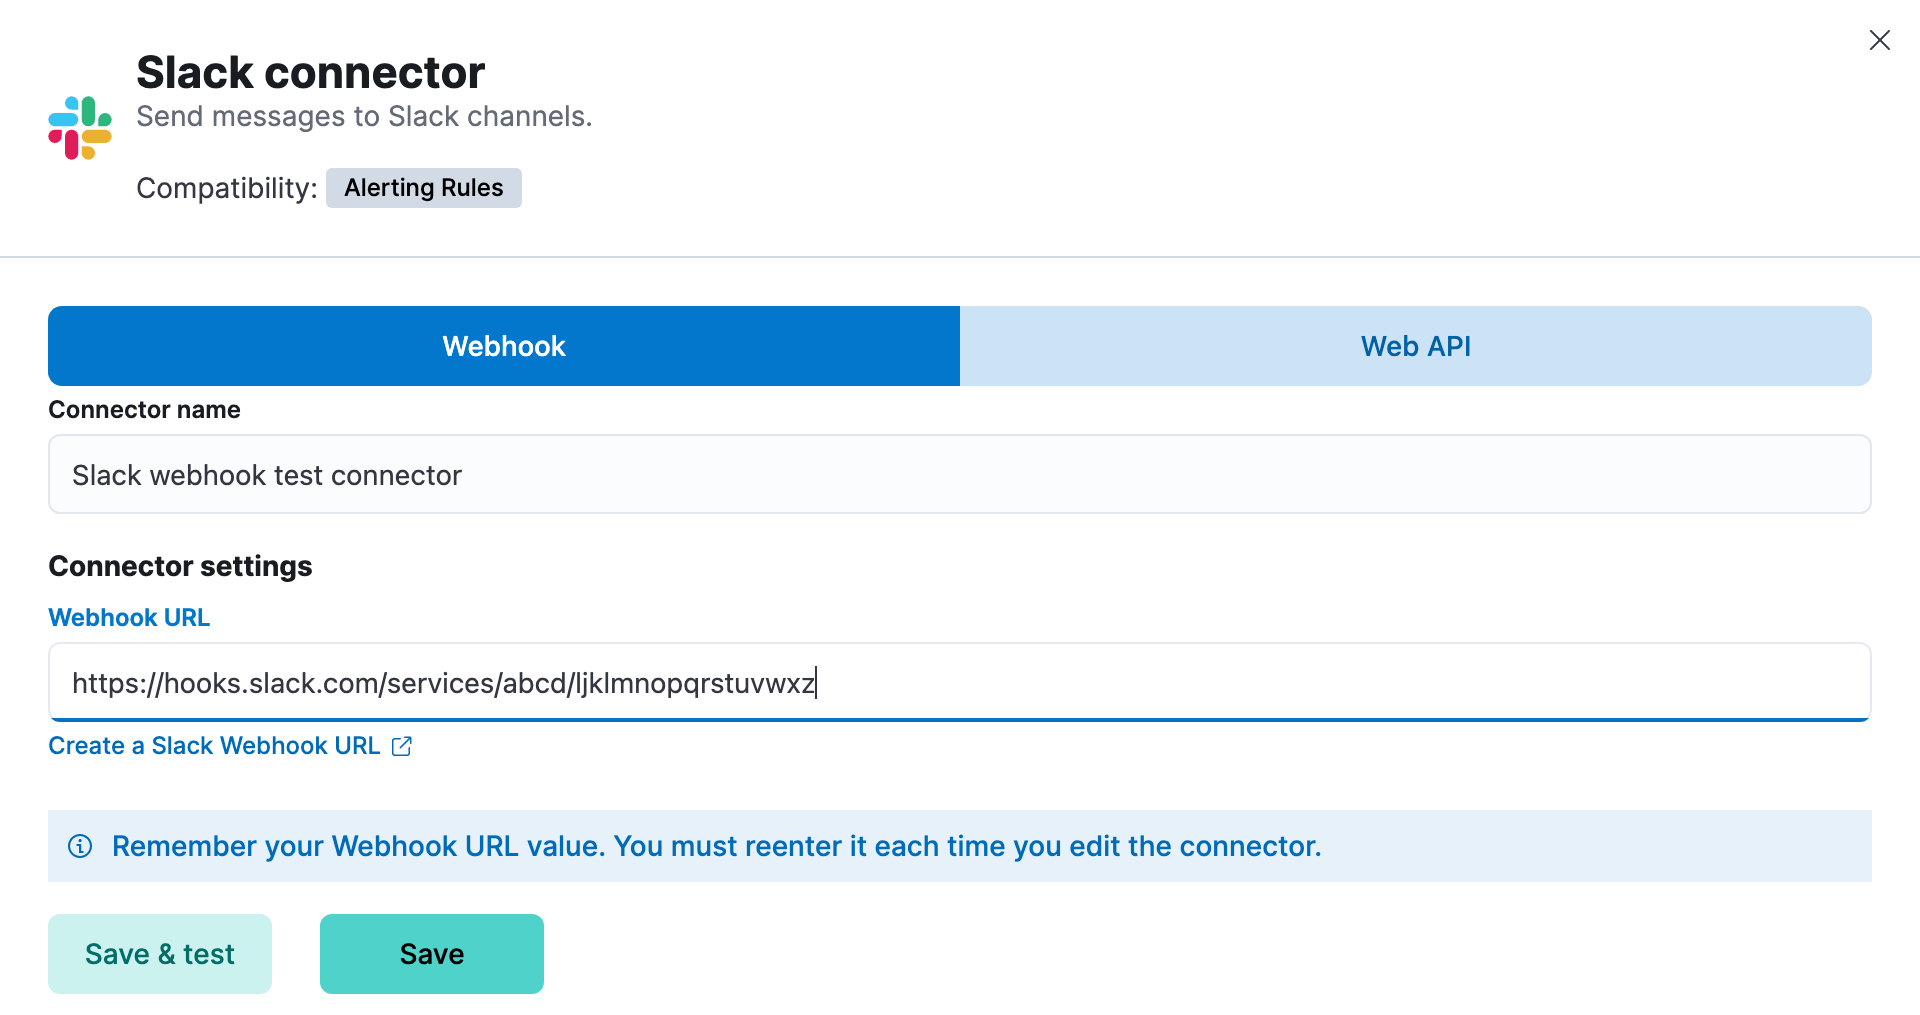 Slack connector
Send messages to Slack channels.
Compatibility: Alerting Rules
Webhook
Web API
Connector name
Slack webhook test connector
Connector settings
Webhook URL
https://hooks.slack.com/services/abcd/ljklmnopqrstuvwxz
Create a Slack Webhook URL
Remember your Webhook URL value. You must reenter it each time you edit the connector.
Save & test
Save